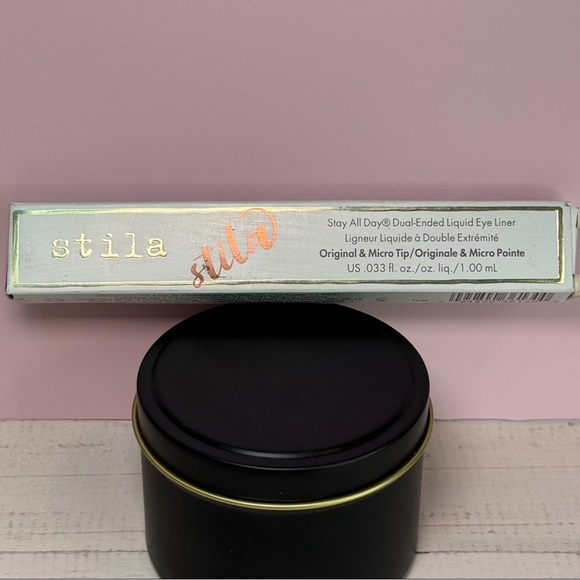 stila
stila
Stay All Day® Dual-Ended Liquid Eye Liner
Ligneur Liquide à Double Extrémité
Original & Micro Tip/Originale & Micro Pointe
US .033 fl. oz./oz. liq./1.00 mL